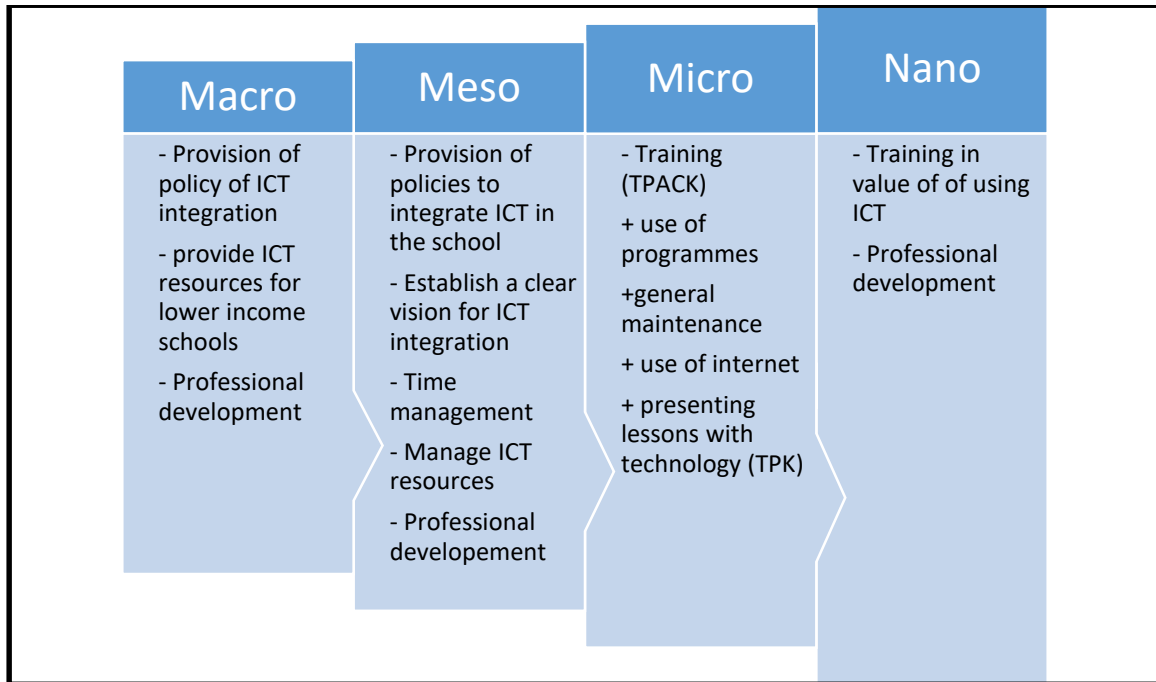 Macro
- Provision of
policy of ICT
integration
- provide ICT
resources for
lower income
schools
- Professional
development
Meso
- Provision of
policies to
integrate ICT in
the school
- Establish a clear
vision for ICT
integration
- Time
management
- Manage ICT
resources
- Professional
developement
Micro
- Training
(TPACK)
+ use of
programmes
+general
maintenance
+ use of internet
+ presenting
lessons with
technology (TPK)
Nano
- Training in
value of of using
ICT
- Professional
development